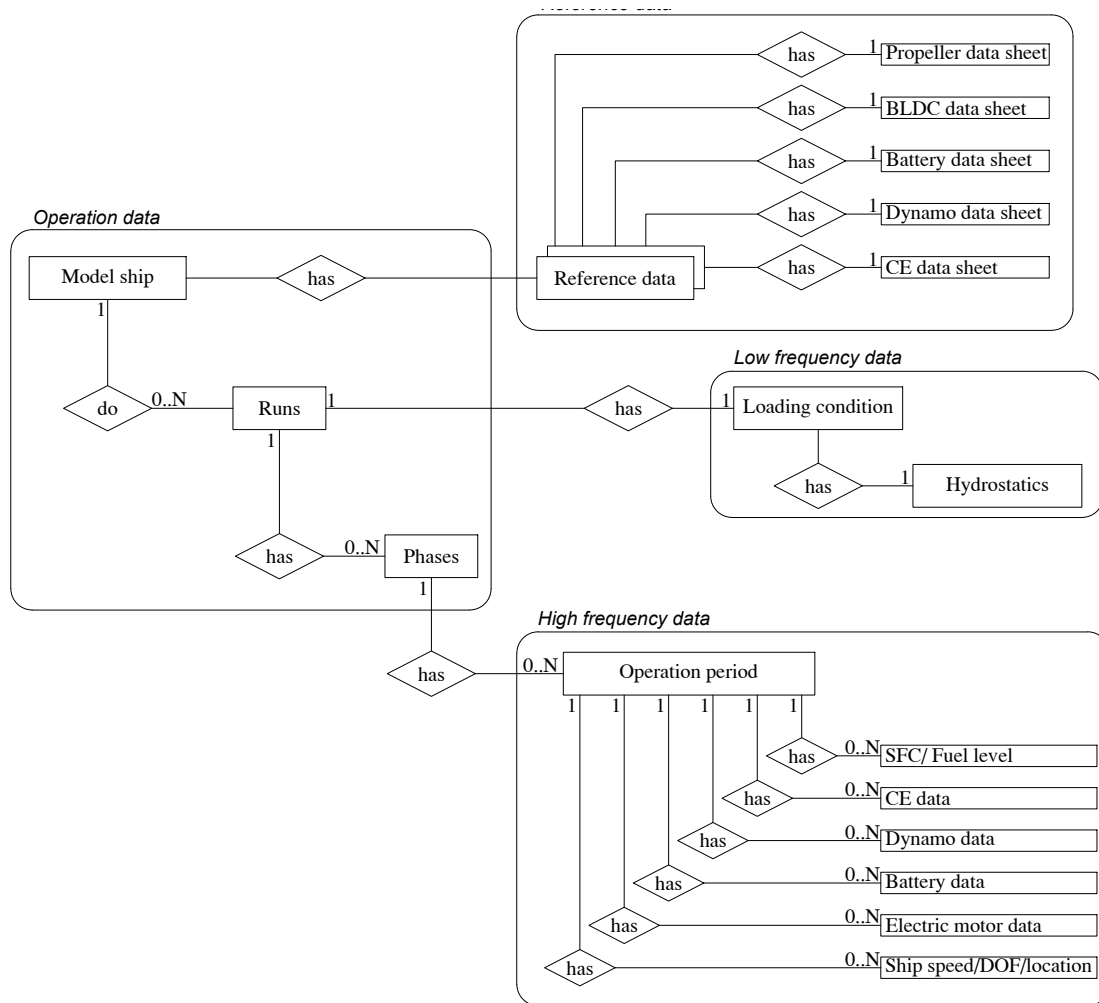 Reference data
has
1
Propeller data sheet
has
1
BLDC data sheet
has
1
Battery data sheet
has
1
Dynamo data sheet
has
1
CE data sheet
Reference data
Operation data
Model ship
has
1
do
0..N
Runs
1
has
1
Loading condition
Low frequency data
has
1
Hydrostatics
1
has
0..N
Phases
1
has
0..N
High frequency data
Operation period
1
1
1
1
1
1
has
0..N
SFC/ Fuel level
has
0..N
CE data
has
0..N
Dynamo data
has
0..N
Battery data
has
0..N
Electric motor data
has
0..N
Ship speed/DOF/location